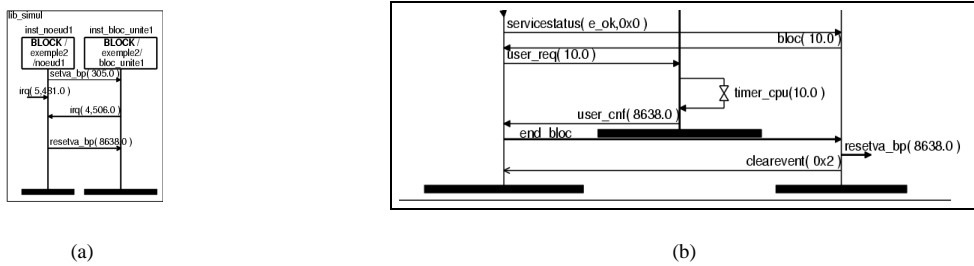 lib_simul
inst_noeud1 inst_bloc_unite1
BLOCK / BLOCK /
exemple2 exemple2/
/noeud1 bloc_unite1
setva_bp( 305.0 )
irq( 5,431.0 )
irq( 4,506.0 )
resetva_bp( 8638.0 )
(a)
servicestatus( e_ok,0x0 )
bloc( 10.0 )
user_req( 10.0 )
timer_cpu(10.0 )
user_cnf( 8638.0 )
end_bloc
resetva_bp( 8638.0 )
clearevent( 0x2 )
(b)